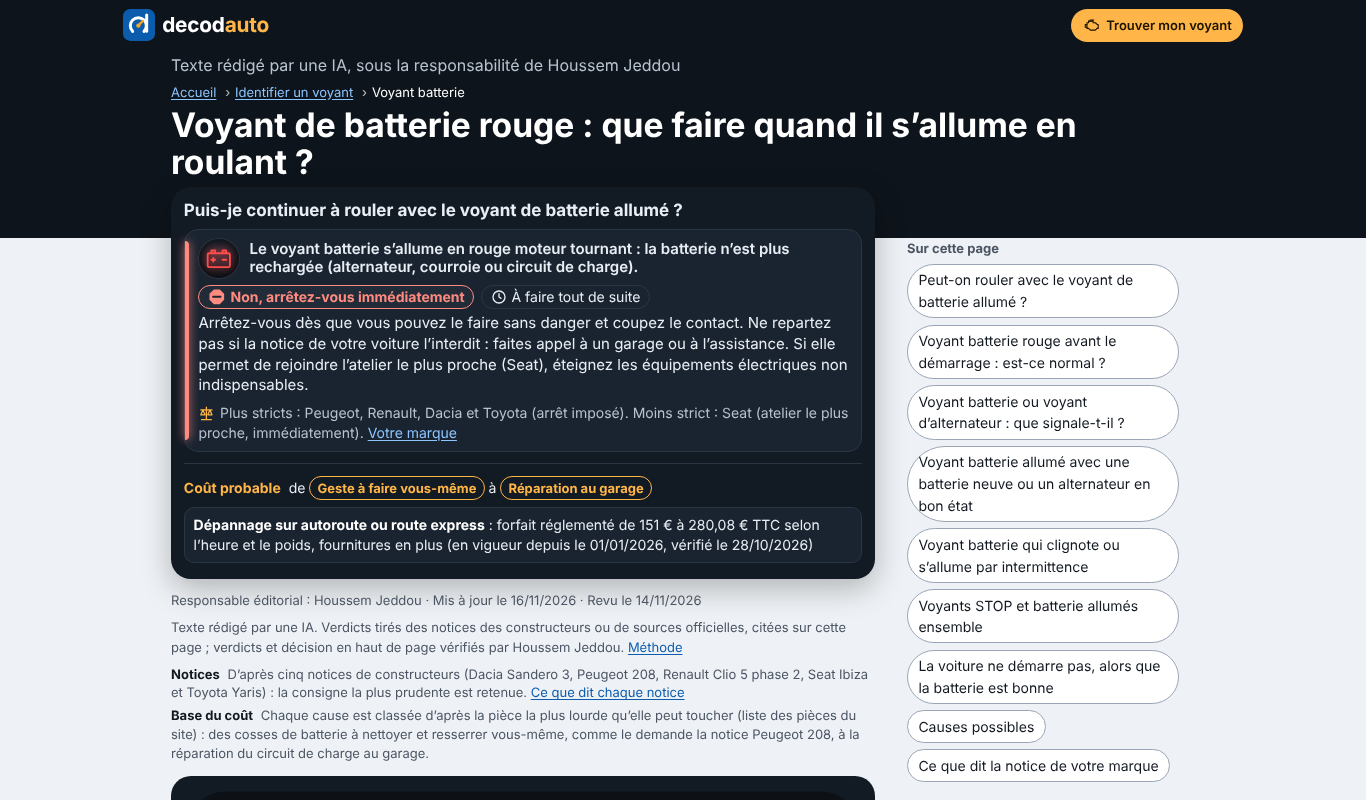 decodauto
Trouver mon voyant
Texte rédigé par une IA, sous la responsabilité de Houssem Jeddou
Accueil › Identifier un voyant › Voyant batterie
Voyant de batterie rouge : que faire quand il s’allume en
roulant ?
Puis-je continuer à rouler avec le voyant de batterie allumé ?
Le voyant batterie s’allume en rouge moteur tournant : la batterie n’est plus
rechargée (alternateur, courroie ou circuit de charge).
Non, arrêtez-vous immédiatement
À faire tout de suite
Arrêtez-vous dès que vous pouvez le faire sans danger et coupez le contact. Ne repartez
pas si la notice de votre voiture l’interdit : faites appel à un garage ou à l’assistance. Si elle
permet de rejoindre l’atelier le plus proche (Seat), éteignez les équipements électriques non
indispensables.
Plus stricts : Peugeot, Renault, Dacia et Toyota (arrêt imposé). Moins strict : Seat (atelier le plus
proche, immédiatement). Votre marque
Coût probable de Geste à faire vous-même à Réparation au garage
Dépannage sur autoroute ou route express : forfait réglementé de 151 € à 280,08 € TTC selon
l’heure et le poids, fournitures en plus (en vigueur depuis le 01/01/2026, vérifié le 28/10/2026)
Responsable éditorial : Houssem Jeddou · Mis à jour le 16/11/2026 · Revu le 14/11/2026
Texte rédigé par une IA. Verdicts tirés des notices des constructeurs ou de sources officielles, citées sur cette
page ; verdicts et décision en haut de page vérifiés par Houssem Jeddou. Méthode
Notices D’après cinq notices de constructeurs (Dacia Sandero 3, Peugeot 208, Renault Clio 5 phase 2, Seat Ibiza
et Toyota Yaris) : la consigne la plus prudente est retenue. Ce que dit chaque notice
Base du coût Chaque cause est classée d’après la pièce la plus lourde qu’elle peut toucher (liste des pièces du
site) : des cosses de batterie à nettoyer et resserrer vous-même, comme le demande la notice Peugeot 208, à la
réparation du circuit de charge au garage.
Sur cette page
Peut-on rouler avec le voyant de
batterie allumé ?
Voyant batterie rouge avant le
démarrage : est-ce normal ?
Voyant batterie ou voyant
d’alternateur : que signale-t-il ?
Voyant batterie allumé avec une
batterie neuve ou un alternateur en
bon état
Voyant batterie qui clignote ou
s’allume par intermittence
Voyants STOP et batterie allumés
ensemble
La voiture ne démarre pas, alors que
la batterie est bonne
Causes possibles
Ce que dit la notice de votre marque